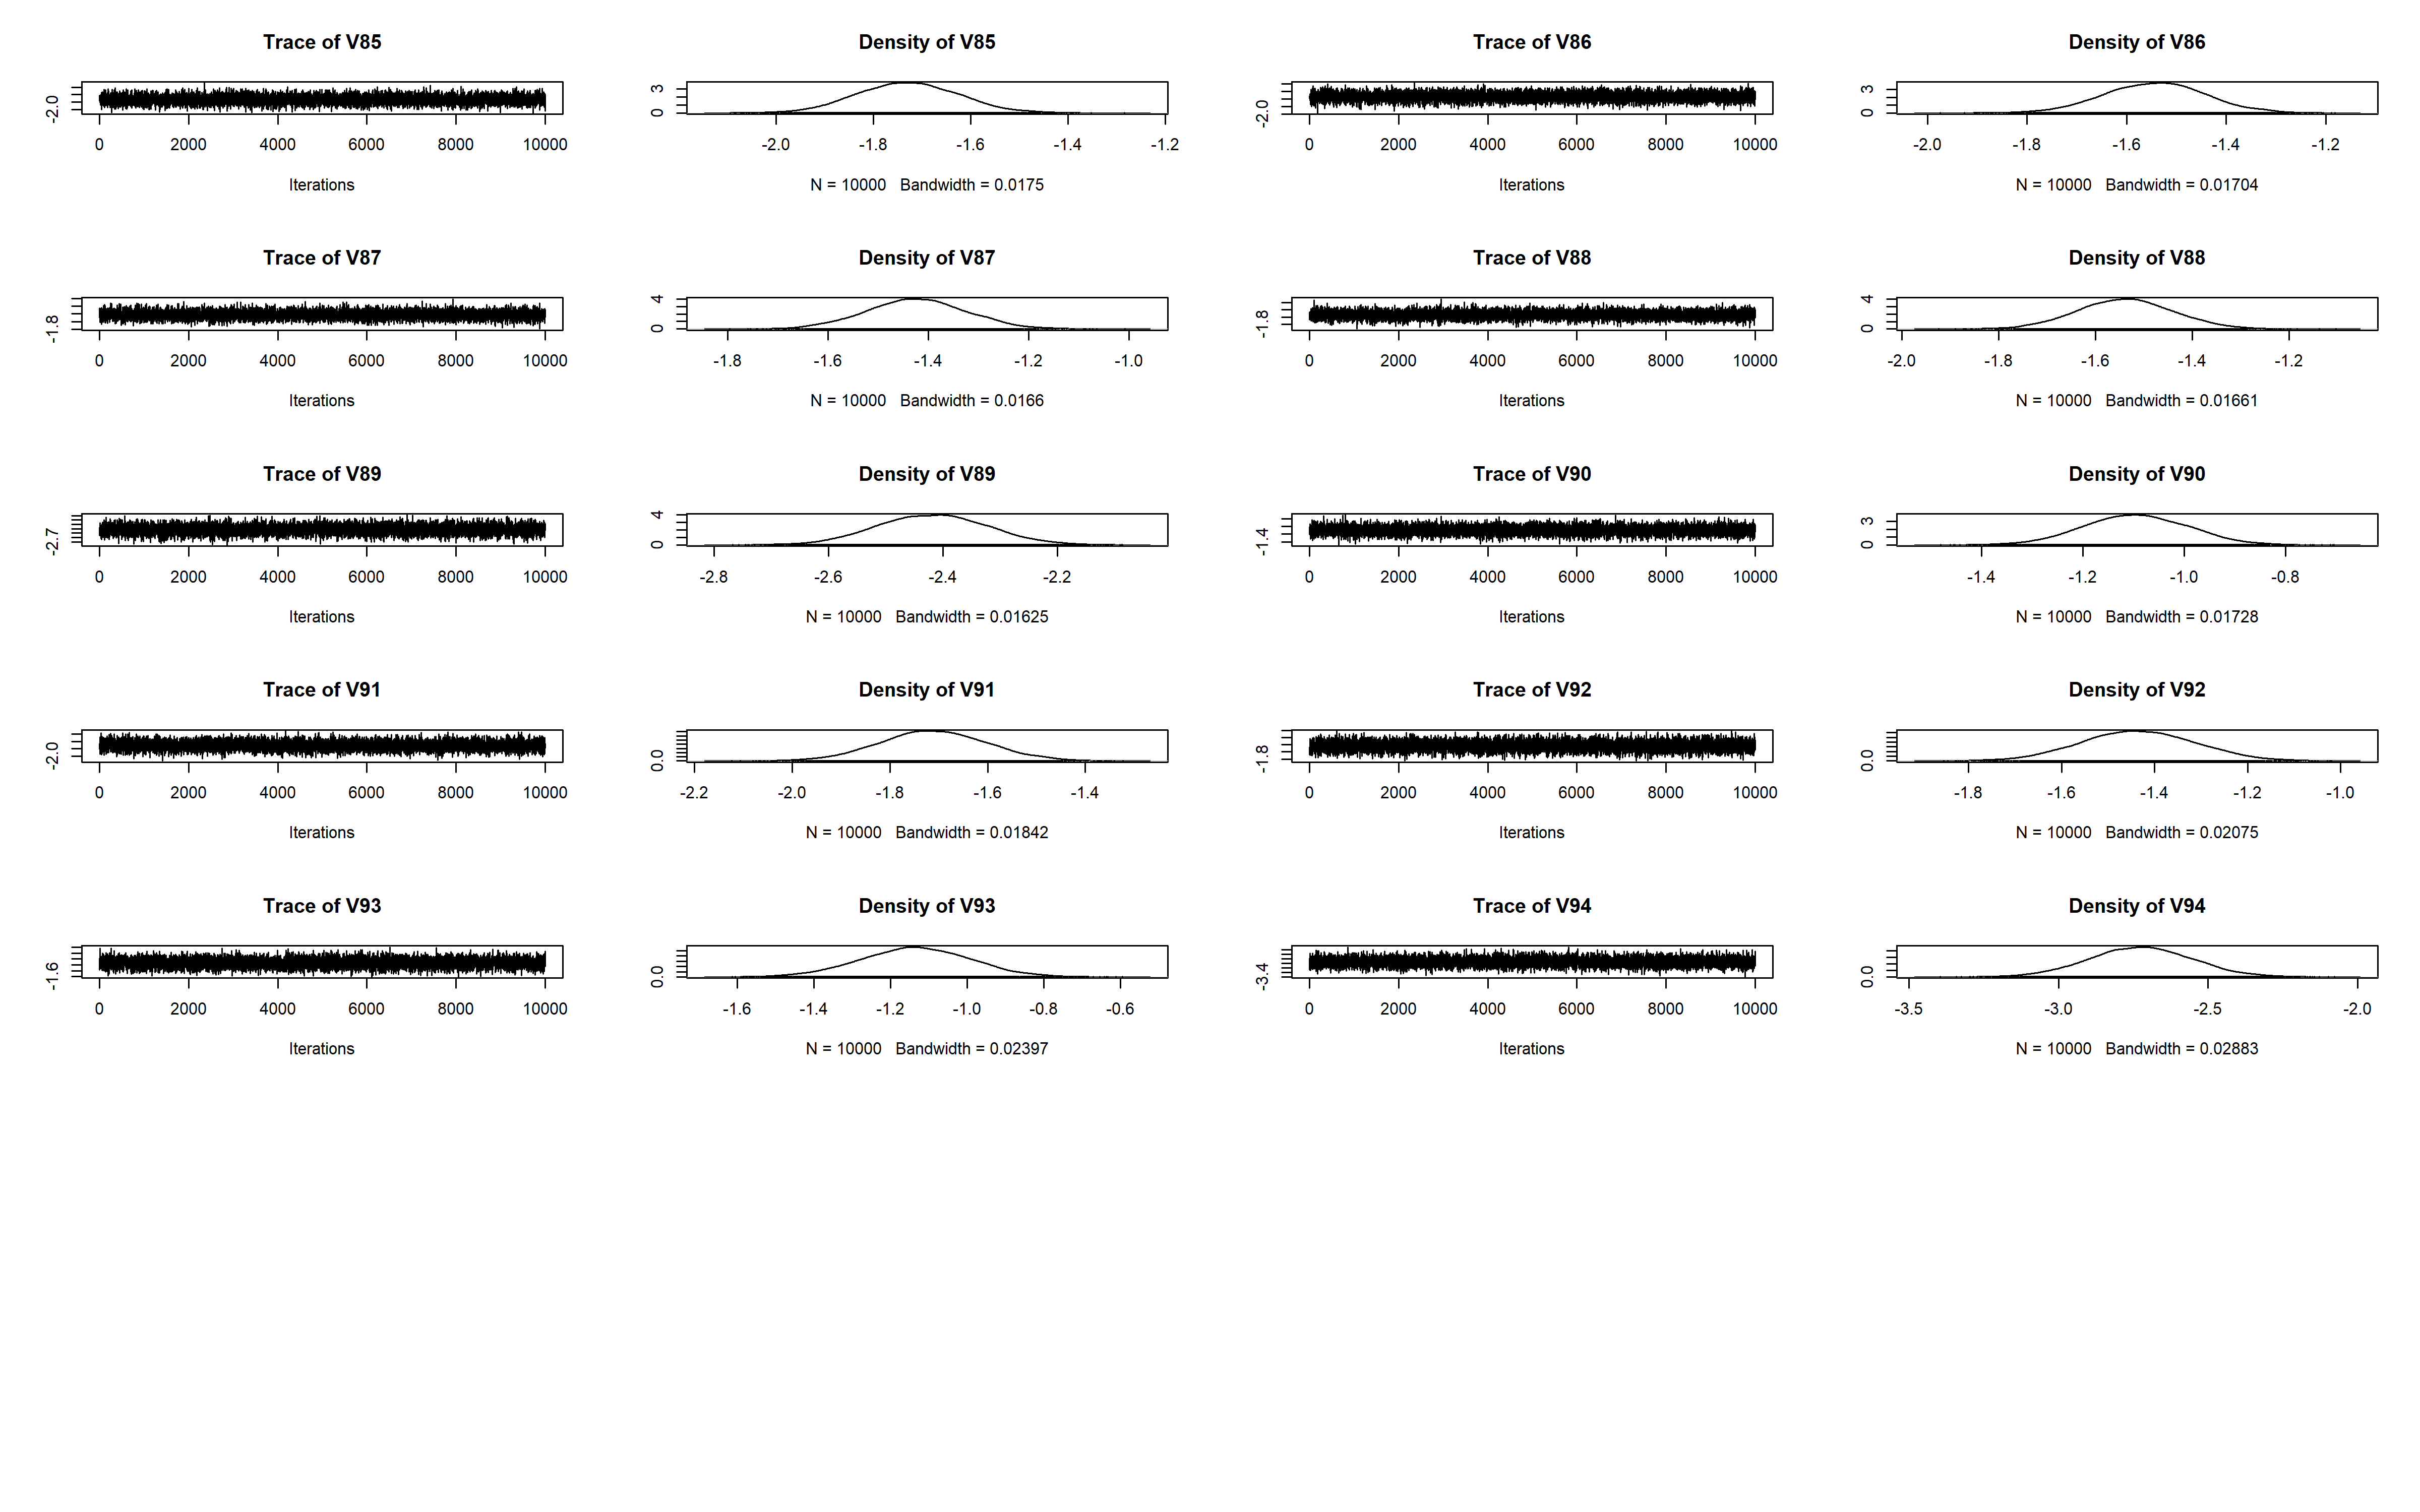 Trace of V85 Density of V85 Trace of V86 Density of V86
-2.0 0 3 -2.0 0 3
0 2000 4000 6000 8000 10000 -2.0 -1.8 -1.6 -1.4 -1.2 0 2000 4000 6000 8000 10000 -2.0 -1.8 -1.6 -1.4 -1.2
Iterations N = 10000 Bandwidth = 0.0175 Iterations N = 10000 Bandwidth = 0.01704
Trace of V87 Density of V87 Trace of V88 Density of V88
-1.8 0 4 -1.8 0 4
0 2000 4000 6000 8000 10000 -1.8 -1.6 -1.4 -1.2 -1.0 0 2000 4000 6000 8000 10000 -2.0 -1.8 -1.6 -1.4 -1.2
Iterations N = 10000 Bandwidth = 0.0166 Iterations N = 10000 Bandwidth = 0.01661
Trace of V89 Density of V89 Trace of V90 Density of V90
-2.7 0 4 -1.4 0 3
0 2000 4000 6000 8000 10000 -2.8 -2.6 -2.4 -2.2 0 2000 4000 6000 8000 10000 -1.4 -1.2 -1.0 -0.8
Iterations N = 10000 Bandwidth = 0.01625 Iterations N = 10000 Bandwidth = 0.01728
Trace of V91 Density of V91 Trace of V92 Density of V92
-2.0 0.0 -1.8 0.0
0 2000 4000 6000 8000 10000 -2.2 -2.0 -1.8 -1.6 -1.4 0 2000 4000 6000 8000 10000 -1.8 -1.6 -1.4 -1.2 -1.0
Iterations N = 10000 Bandwidth = 0.01842 Iterations N = 10000 Bandwidth = 0.02075
Trace of V93 Density of V93 Trace of V94 Density of V94
-1.6 0.0 -3.4 0.0
0 2000 4000 6000 8000 10000 -1.6 -1.4 -1.2 -1.0 -0.8 -0.6 0 2000 4000 6000 8000 10000 -3.5 -3.0 -2.5 -2.0
Iterations N = 10000 Bandwidth = 0.02397 Iterations N = 10000 Bandwidth = 0.02883